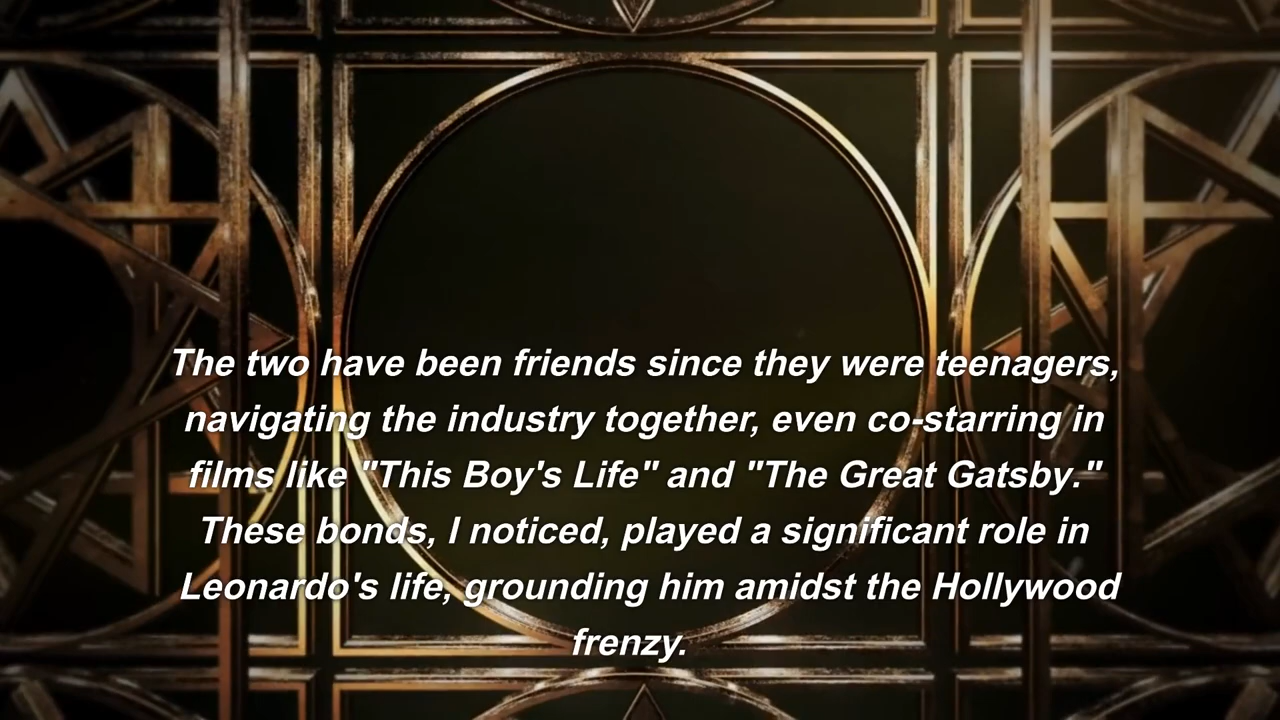 The two have been friends since they were teenagers,
navigating the industry together, even co-starring in
films like "This Boy's Life" and "The Great Gatsby."
These bonds, I noticed, played a significant role in
Leonardo's life, grounding him amidst the Hollywood
frenzy.